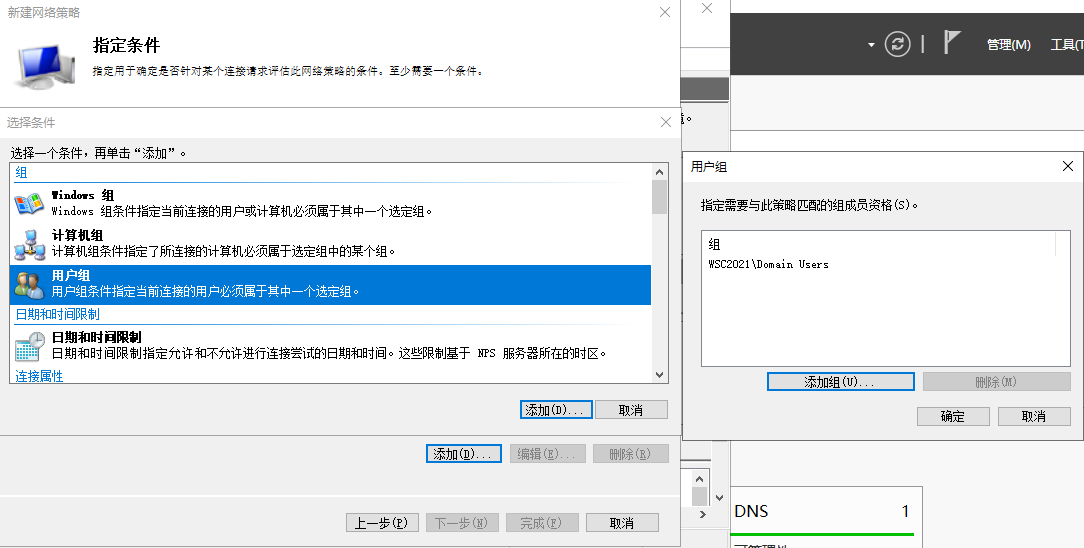 新建网络策略
指定条件
指定用于确定是否针对某个连接请求评估此网络策略的条件。至少需要一个条件。
管理(M)
工具(T
选择条件
选择一个条件，再单击“添加”。
组
Windows 组
Windows 组条件指定当前连接的用户或计算机必须属于其中一个选定组。
计算机组
计算机组条件指定了所连接的计算机必须属于选定组中的某个组。
用户组
用户组条件指定当前连接的用户必须属于其中一个选定组。
日期和时间限制
日期和时间限制
日期和时间限制指定允许和不允许进行连接尝试的日期和时间。这些限制基于 NPS 服务器所在的时区。
连接属性
添加(D)...
取消
添加(D)...
编辑(E)...
删除(R)
上一步(P)
下一步(N)
完成(F)
取消
用户组
指定需要与此策略匹配的组成员资格(S)。
组
WSC2021\Domain Users
添加组(U)...
删除(M)
确定
取消
DNS
1
可管理性